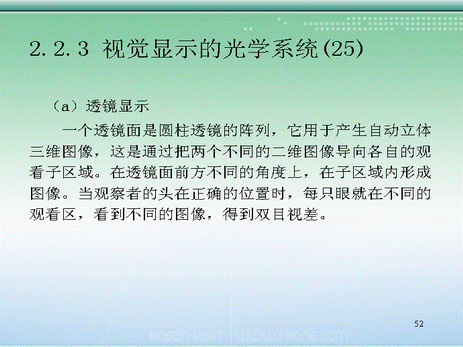 2.2.3 视觉显示的光学系统(25)
（a）透镜显示
一个透镜面是圆柱透镜的阵列，它用于产生自动立体
三维图像，这是通过把两个不同的二维图像导向各自的观
看子区域。在透镜面前方不同的角度上，在子区域内形成
图像。当观察者的头在正确的位置时，每只眼就在不同的
观看区，看到不同的图像，得到双目视差。
52